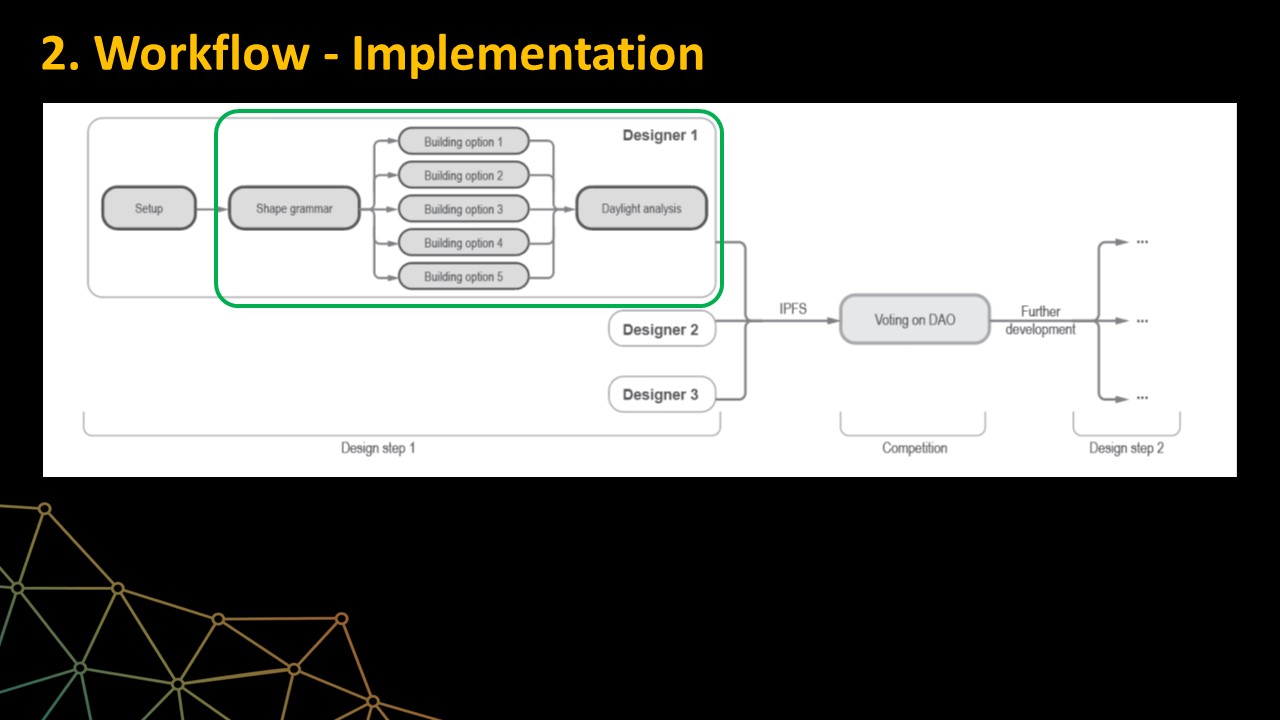 2. Workflow - Implementation
Designer 1
Setup
Shape grammar
Building option 1
Building option 2
Building option 3
Building option 4
Building option 5
Daylight analysis
Designer 2
Designer 3
IPFS
Voting on DAO
Further
development
...
...
...
Design step 1
Competition
Design step 2